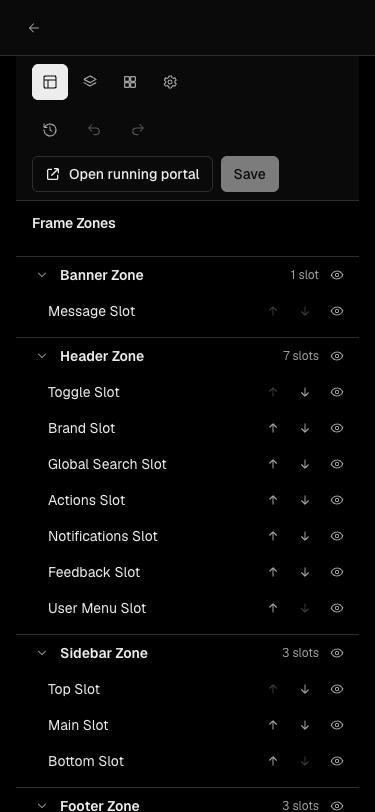 Open running portal
Save
Frame Zones
Banner Zone
1 slot
Message Slot
Header Zone
7 slots
Toggle Slot
Brand Slot
Global Search Slot
Actions Slot
Notifications Slot
Feedback Slot
User Menu Slot
Sidebar Zone
3 slots
Top Slot
Main Slot
Bottom Slot
Footer Zone
3 slots